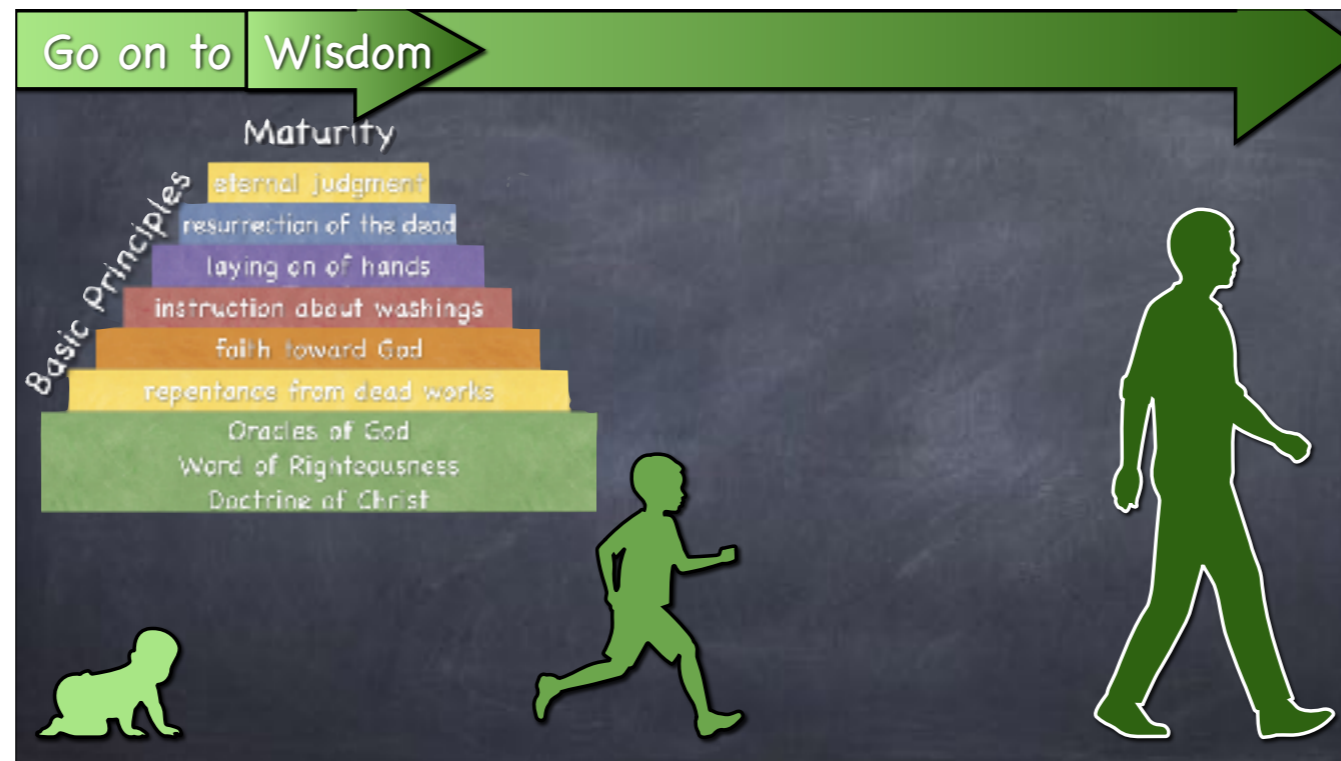 Go on to Wisdom
Maturity
Basic Principles
eternal judgment
resurrection of the dead
laying on of hands
instruction about washings
faith toward God
repentance from dead works
Oracles of God
Word of Righteousness
Doctrine of Christ